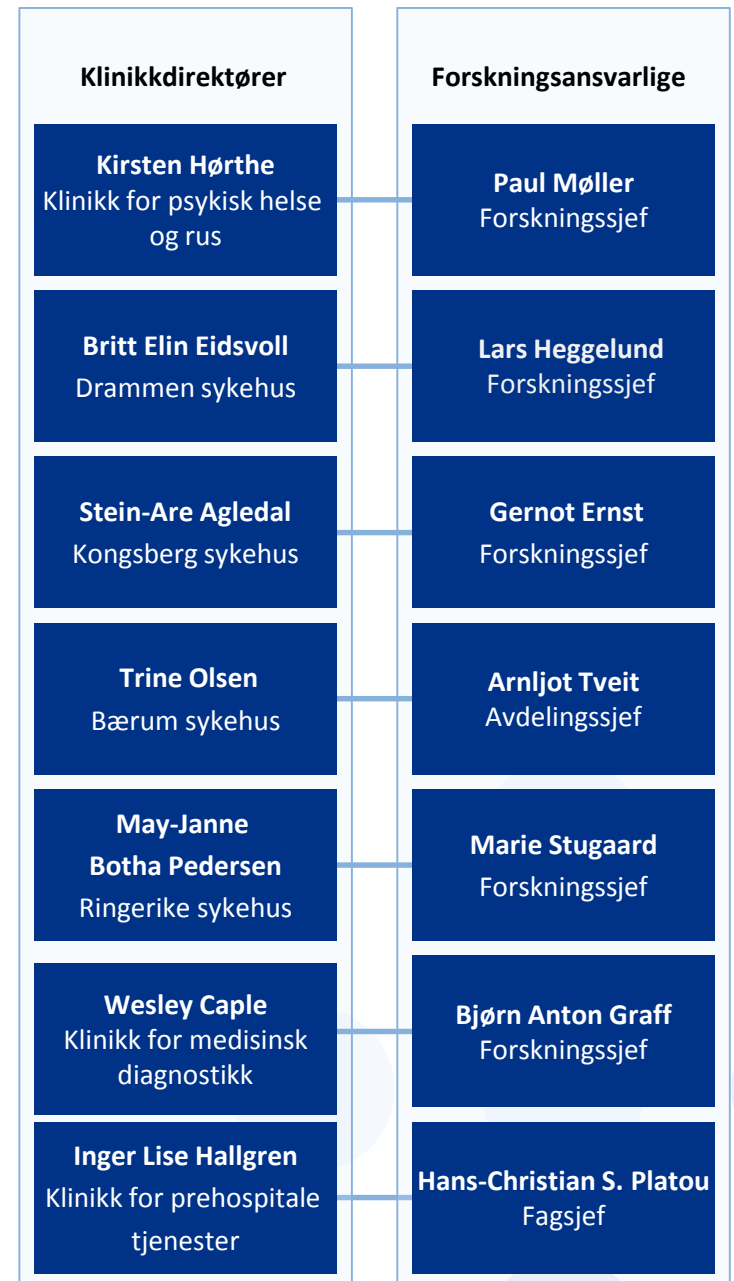 Klinikkdirektører
Kirsten Hørthe
Klinikk for psykisk helse
og rus
Britt Elin Eidsvoll
Drammen sykehus
Stein-Are Agledal
Kongsberg sykehus
Trine Olsen
Bærum sykehus
May-Janne
Botha Pedersen
Ringerike sykehus
Wesley Caple
Klinikk for medisinsk
diagnostikk
Inger Lise Hallgren
Klinikk for prehospitale
tjenester
Forskningsansvarlige
Paul Møller
Forskningssjef
Lars Heggelund
Forskningssjef
Gernot Ernst
Forskningssjef
Arnljot Tveit
Avdelingssjef
Marie Stugaard
Forskningssjef
Bjørn Anton Graff
Forskningssjef
Hans-Christian S. Platou
Fagsjef